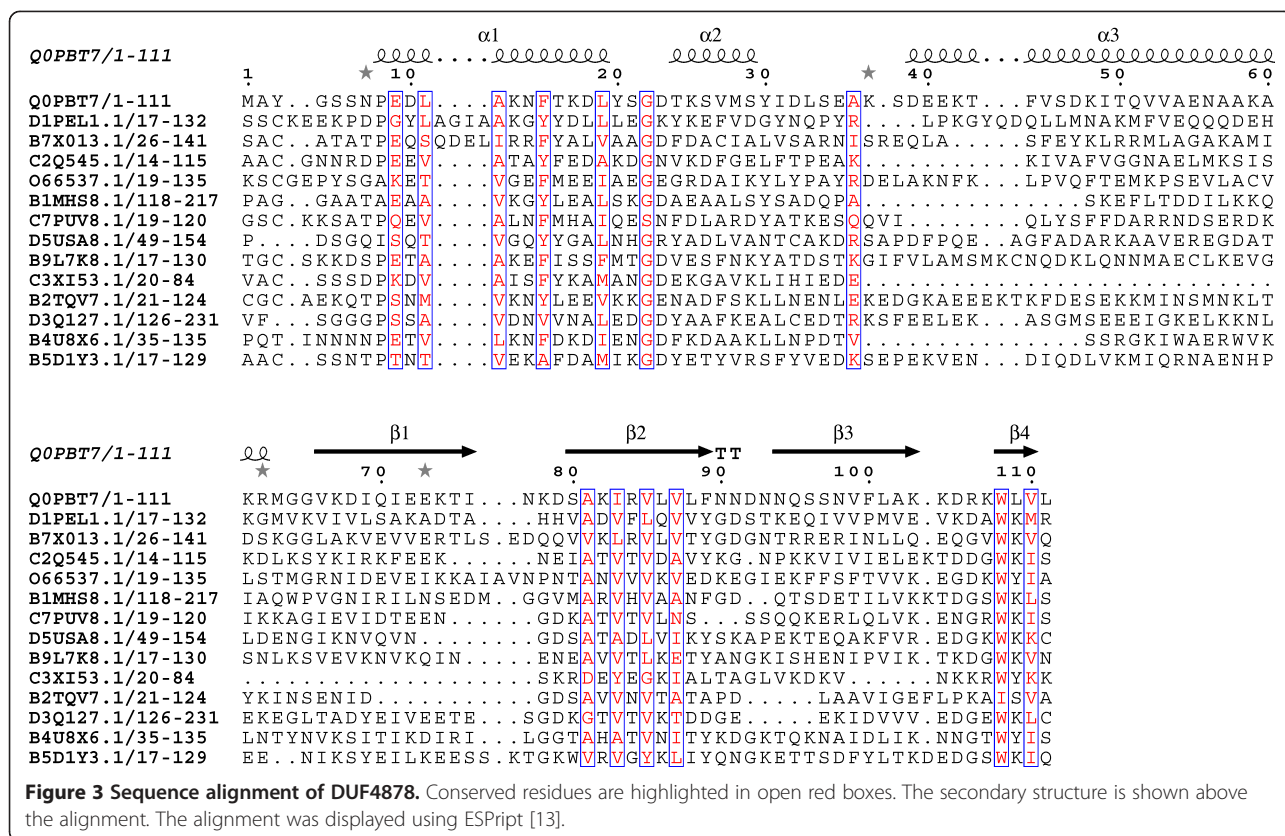 α1 α2 α3
Q0PBT7/1-111
1 10 20 30 40 50 60
Q0PBT7/1-111 MAY..GSSNPEDL....AKNFTKDLYSGDTKSVMSYIDLSEAK.SDEEKT...FVSDKITQVVAENAAKA
D1PEL1.1/17-132 SSCKEEKPDPGYLAGIAAKGYYDLLLEGKYKEFVDGYNQPYR...LPKGYQDQLLMNAKMFVEQQQDEH
B7X013.1/26-141 SAC..ATATPEQSQDELIRRFYALVAAGDFDACIALVSARNISREQLA....SFEYKLRRMLAGAKAMI
C2Q545.1/14-115 AAC.GNNRDPEEV....ATAYFEDAKDGNVKDFGELFTPEAK..............KIVAFVGGNAELMKSIS
O66537.1/19-135 KSCGEPYSGAKET....VGEFMEEIAEGEGRDAIKYLYPAYRDELAKNFK...LPVQFTEMKPSEVLACV
B1MHS8.1/118-217 PAG..GAATAEAA....VKGYLEALSKGDAEAALSYSADQPA..............SKEFLTDDILKKQ
C7PUV8.1/19-120 GSC.KKSATPQEV....ALNFMHAIQESNFDLARDYATKESQQVI........QLYSFFDARRNDSERDK
D5USA8.1/49-154 P....DSGQISQT....VGQYYGALNHGRYADLVANTCAKDRSAPDFPQE...AGFADARKAAVEREGDAT
B9L7K8.1/17-130 TGC.SKKDSPETA....AKEFISSFMTGDVESFNKYATDSTKGIFVLAMSMKCNQDKLQNNMAECLKEVG
C3XI53.1/20-84 VAC..SSSDPKDV....AISFYKAMANGDEKGAVKLIHIEDE............................
B2TQV7.1/21-124 CGC.AEKQTPSNM....VKNYLEEVKKGENADFSKLLNENLEKEDGKAEEEKTKFDESEKKMINSMNKLT
D3Q127.1/126-231 VF...SGGGPSSA....VDNVVNALEDGDYAAFKEALCEDTRKSFEELEK...ASGMSEEEIGKELKKNL
B4U8X6.1/35-135 PQT.INNNNPETV....LKNFDKDIENGDFKDAAKLLNPDTV..............SSRGKIWAERWVK
B5D1Y3.1/17-129 AAC..SSNTPTNT....VEKAFDAMIKGDYETYVRSFYVEDKSEPEKVEN...DIQDLVKMIQRNAENHP
β1 β2 β3 β4
Q0PBT7/1-111 TT
70 80 90 100 110
Q0PBT7/1-111 KRMGGVKDIQIEEKTI...NKDSAKIRVLVLFNNDNNQSSNVFLAK.KDRKWLVL
D1PEL1.1/17-132 KGMVKVIVLSAKADTA...HHVADVFLQVVYGDSTKEQIVVPMVE.VKDAWKMR
B7X013.1/26-141 DSKGGLAKVEVVERTLS.EDQQVVKLRVLVTYGDGNTRRERINLLQ.EQGVWKVQ
C2Q545.1/14-115 KDLKSYKIRKFEEK.....NEIATVTVDAVYKG.NPKKVIVIELEKTDDGWKIS
O66537.1/19-135 LSTMGRNIDEVEIKKAIAVNPNTANVVVKVEDKEGIEKFFSFTVVK.EGDKWYIA
B1MHS8.1/118-217 IAQWPVGNIRILNSEDM..GGVMARVHVAANFGD..QTSDETILVKKTDGSWKLS
C7PUV8.1/19-120 IKKAGIEVIDTEEN.....GDKATVTVLNS...SSQQKERLQLVK.ENGRWKIS
D5USA8.1/49-154 LDENGIKNVQVN.......GDSATADLVIKYSKAPEKTEQAKFVR.EDGKWKKC
B9L7K8.1/17-130 SNLKSVEVKNVKQIN....ENEAVVTLKETYANGKISHENIPVIK.TKDGWKVN
C3XI53.1/20-84 ...................SKRDEYEGKIALTAGLVKDKV.....NKKRWYKK
B2TQV7.1/21-124 YKINSENID..........GDSAVVNVTATAPD.....LAAVIGEFLPKAISVA
D3Q127.1/126-231 EKEGLTADYEIVEETE...SGDKGTVTVKTDDGE....EKIDVVV.EDGEWKLC
B4U8X6.1/35-135 LNTYNVKSITIKDIRI...LGGTAHATVNITYKDGKTQKNAIDLIK.NNGTWYIS
B5D1Y3.1/17-129 EE..NIKSYEILKEESS.KTGKWVRVGYKLIYQNGKETTSDFYLTKDEDGSWKIQ
Figure 3 Sequence alignment of DUF4878. Conserved residues are highlighted in open red boxes. The secondary structure is shown above
the alignment. The alignment was displayed using ESPript [13].